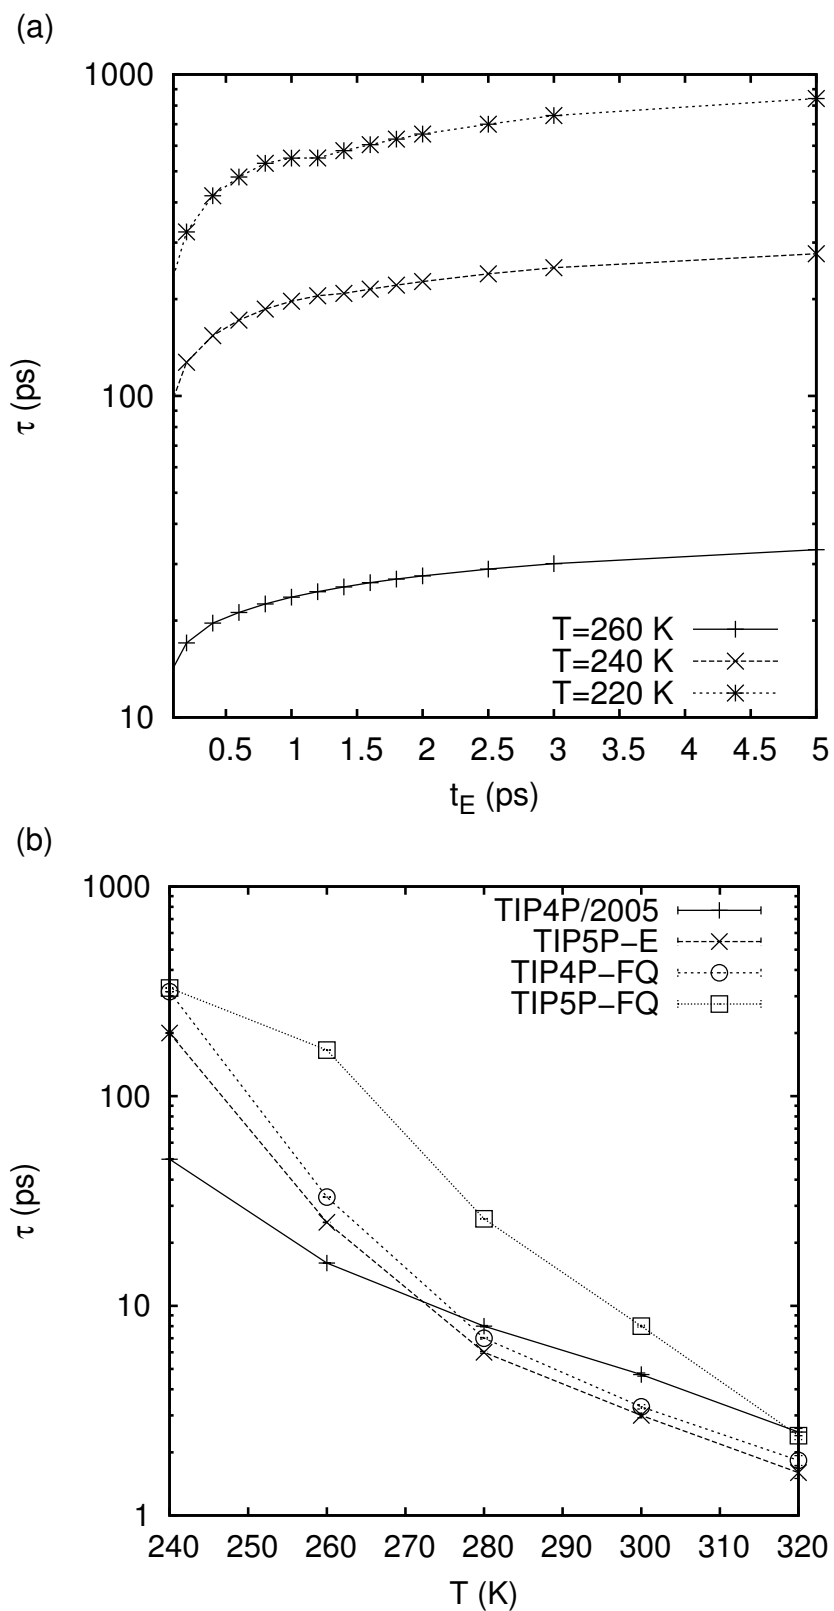 (a)
1000
100
10
τ (ps)
T=260 K
T=240 K
T=220 K
0.5 1 1.5 2 2.5 3 3.5 4 4.5 5
t_E (ps)
(b)
1000
100
10
1
τ (ps)
TIP4P/2005
TIP5P−E
TIP4P−FQ
TIP5P−FQ
240 250 260 270 280 290 300 310 320
T (K)